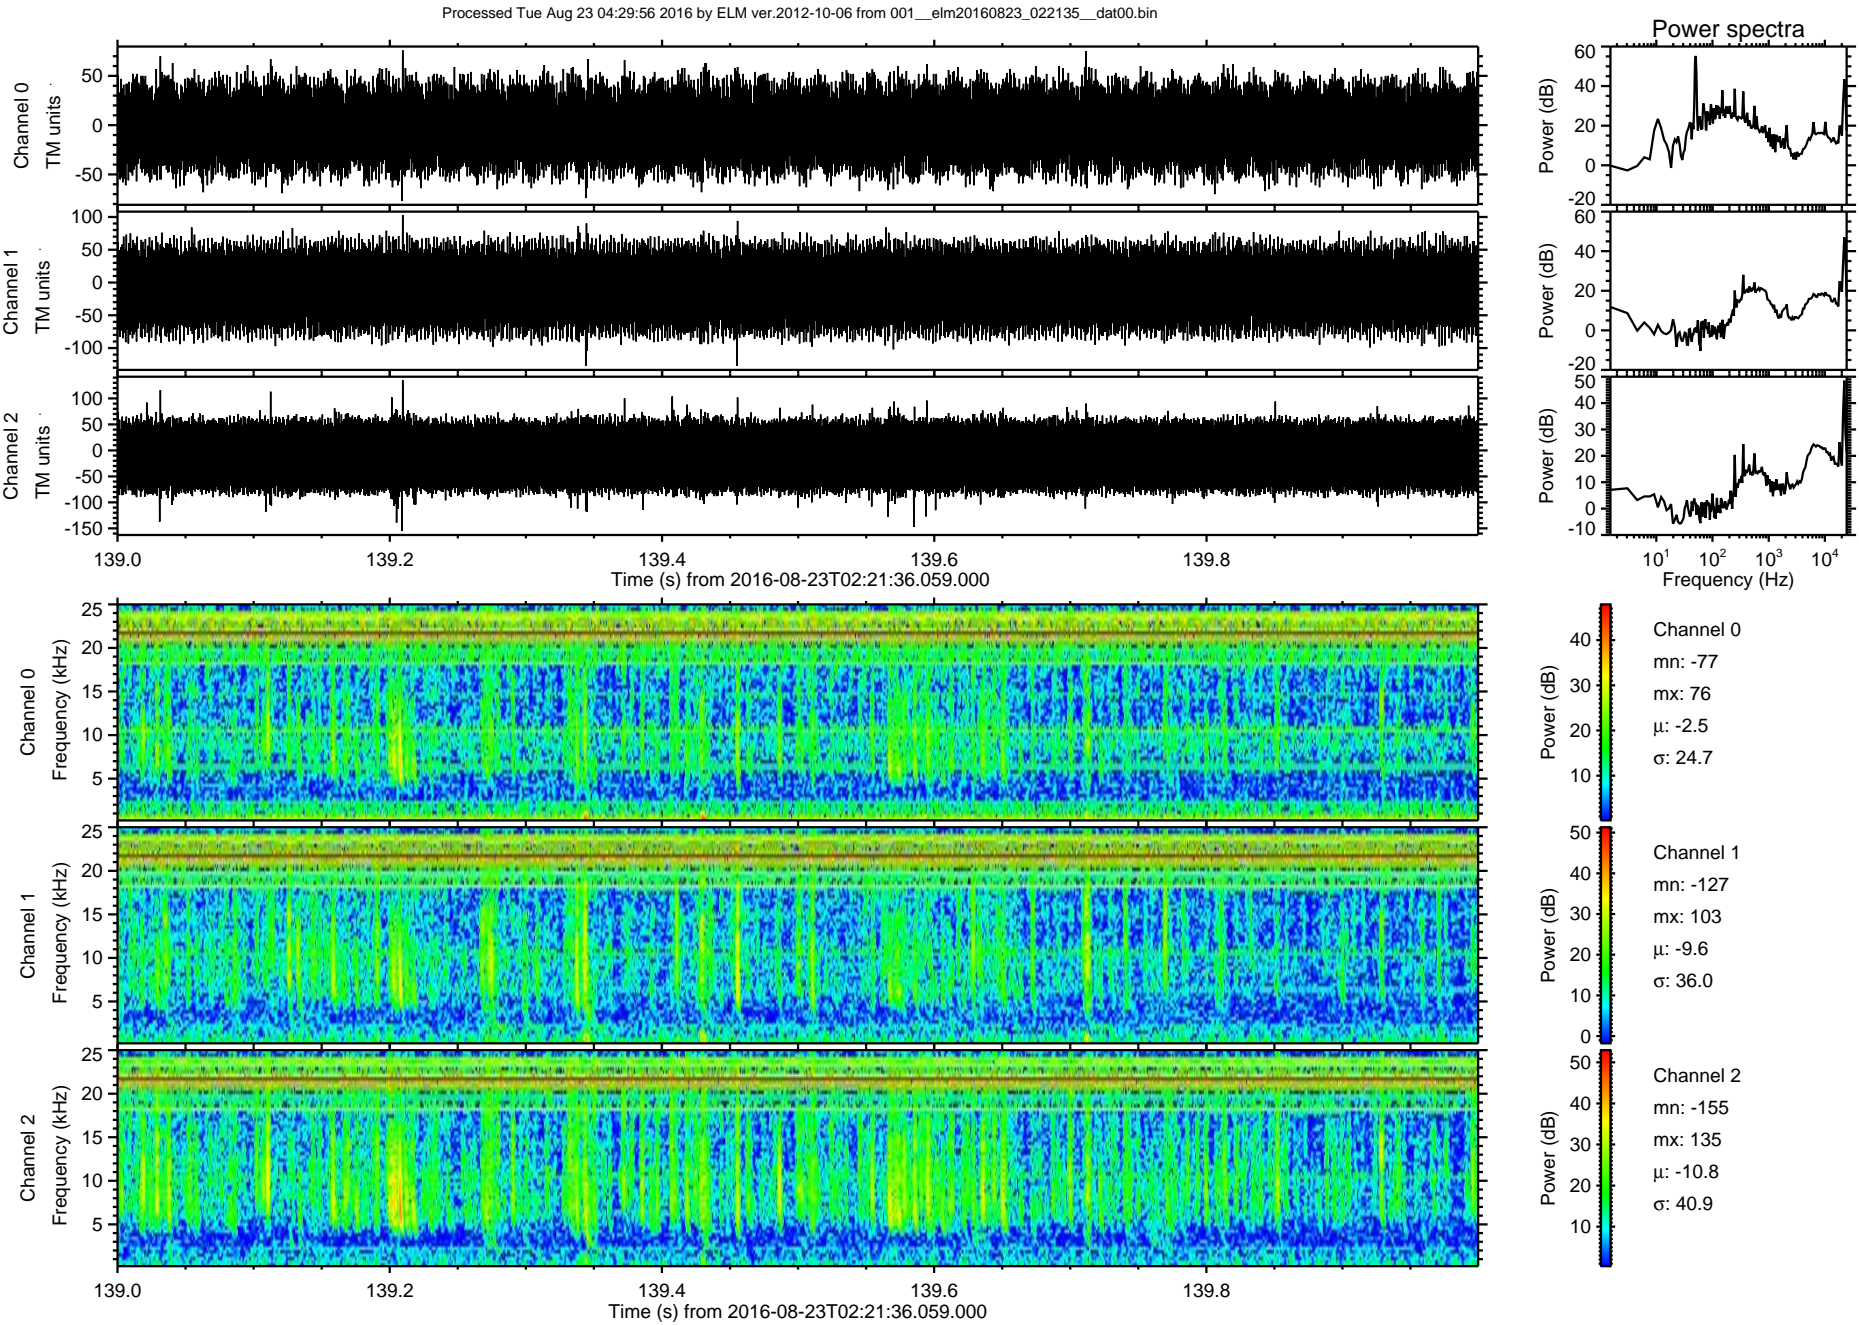 Processed Tue Aug 23 04:29:56 2016 by ELM ver.2012-10-06 from 001__elm20160823_022135__dat00.bin
Power spectra
Channel 0
TM units
50
0
-50
Power (dB)
60
40
20
0
-20
Channel 1
TM units
100
50
0
-50
-100
Power (dB)
60
40
20
0
-20
Channel 2
TM units
100
50
0
-50
-100
-150
Power (dB)
50
40
30
20
10
0
-10
139.0 139.2 139.4 139.6 139.8
Time (s) from 2016-08-23T02:21:36.059.000
10^1 10^2 10^3 10^4
Frequency (Hz)
Channel 0
Frequency (kHz)
25
20
15
10
5
Power (dB)
40
30
20
10
Channel 0
mn: -77
mx: 76
μ: -2.5
σ: 24.7
Channel 1
Frequency (kHz)
25
20
15
10
5
Power (dB)
50
40
30
20
10
0
Channel 1
mn: -127
mx: 103
μ: -9.6
σ: 36.0
Channel 2
Frequency (kHz)
25
20
15
10
5
Power (dB)
50
40
30
20
10
Channel 2
mn: -155
mx: 135
μ: -10.8
σ: 40.9
139.0 139.2 139.4 139.6 139.8
Time (s) from 2016-08-23T02:21:36.059.000